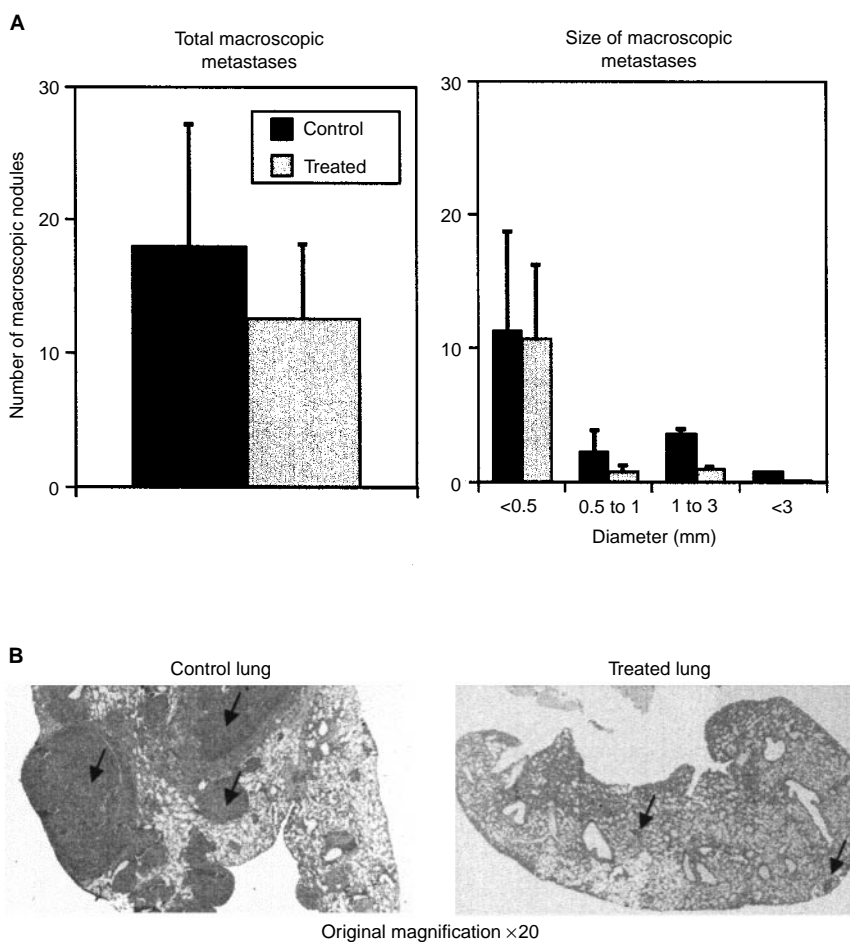 A
Total macroscopic
metastases
Number of macroscopic nodules
30
20
10
0
Control
Treated
Size of macroscopic
metastases
30
20
10
0
<0.5
0.5 to 1
1 to 3
<3
Diameter (mm)
B
Control lung
Treated lung
Original magnification ×20